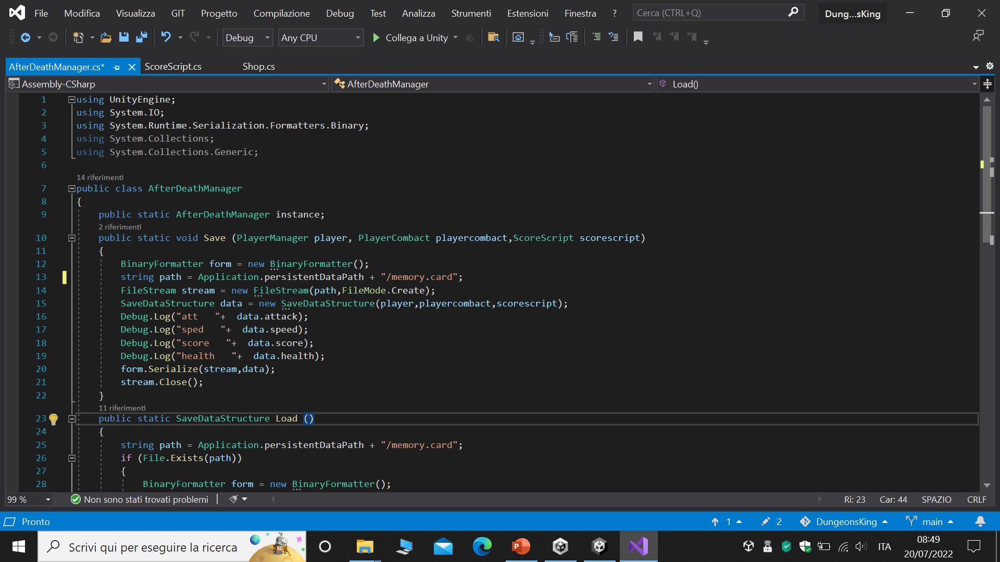 File Modifica Visualizza GIT Progetto Compilazione Debug Test Analizza Strumenti Estensioni Finestra ? Cerca (CTRL+Q) Dung...sKing
Debug Any CPU Collega a Unity
AfterDeathManager.cs* ScoreScript.cs Shop.cs
Assembly-CSharp AfterDeathManager Load()
1 using UnityEngine;
2 using System.IO;
3 using System.Runtime.Serialization.Formatters.Binary;
4 using System.Collections;
5 using System.Collections.Generic;
6
14 riferimenti
7 public class AfterDeathManager
8 {
9 public static AfterDeathManager instance;
2 riferimenti
10 public static void Save (PlayerManager player, PlayerCombact playercombact,ScoreScript scorescript)
11 {
12 BinaryFormatter form = new BinaryFormatter();
13 string path = Application.persistentDataPath + "/memory.card";
14 FileStream stream = new FileStream(path,FileMode.Create);
15 SaveDataStructure data = new SaveDataStructure(player,playercombact,scorescript);
16 Debug.Log("att   "+  data.attack);
17 Debug.Log("sped   "+  data.speed);
18 Debug.Log("score   "+  data.score);
19 Debug.Log("health   "+  data.health);
20 form.Serialize(stream,data);
21 stream.Close();
22 }
11 riferimenti
23 public static SaveDataStructure Load ()
24 {
25 string path = Application.persistentDataPath + "/memory.card";
26 if (File.Exists(path))
27 {
28 BinaryFormatter form = new BinaryFormatter();
99 % Non sono stati trovati problemi Ri: 23 Car: 44 SPAZIO CRLF
Pronto 1 2 DungeonsKing main
Scrivi qui per eseguire la ricerca ITA 08:49
20/07/2022